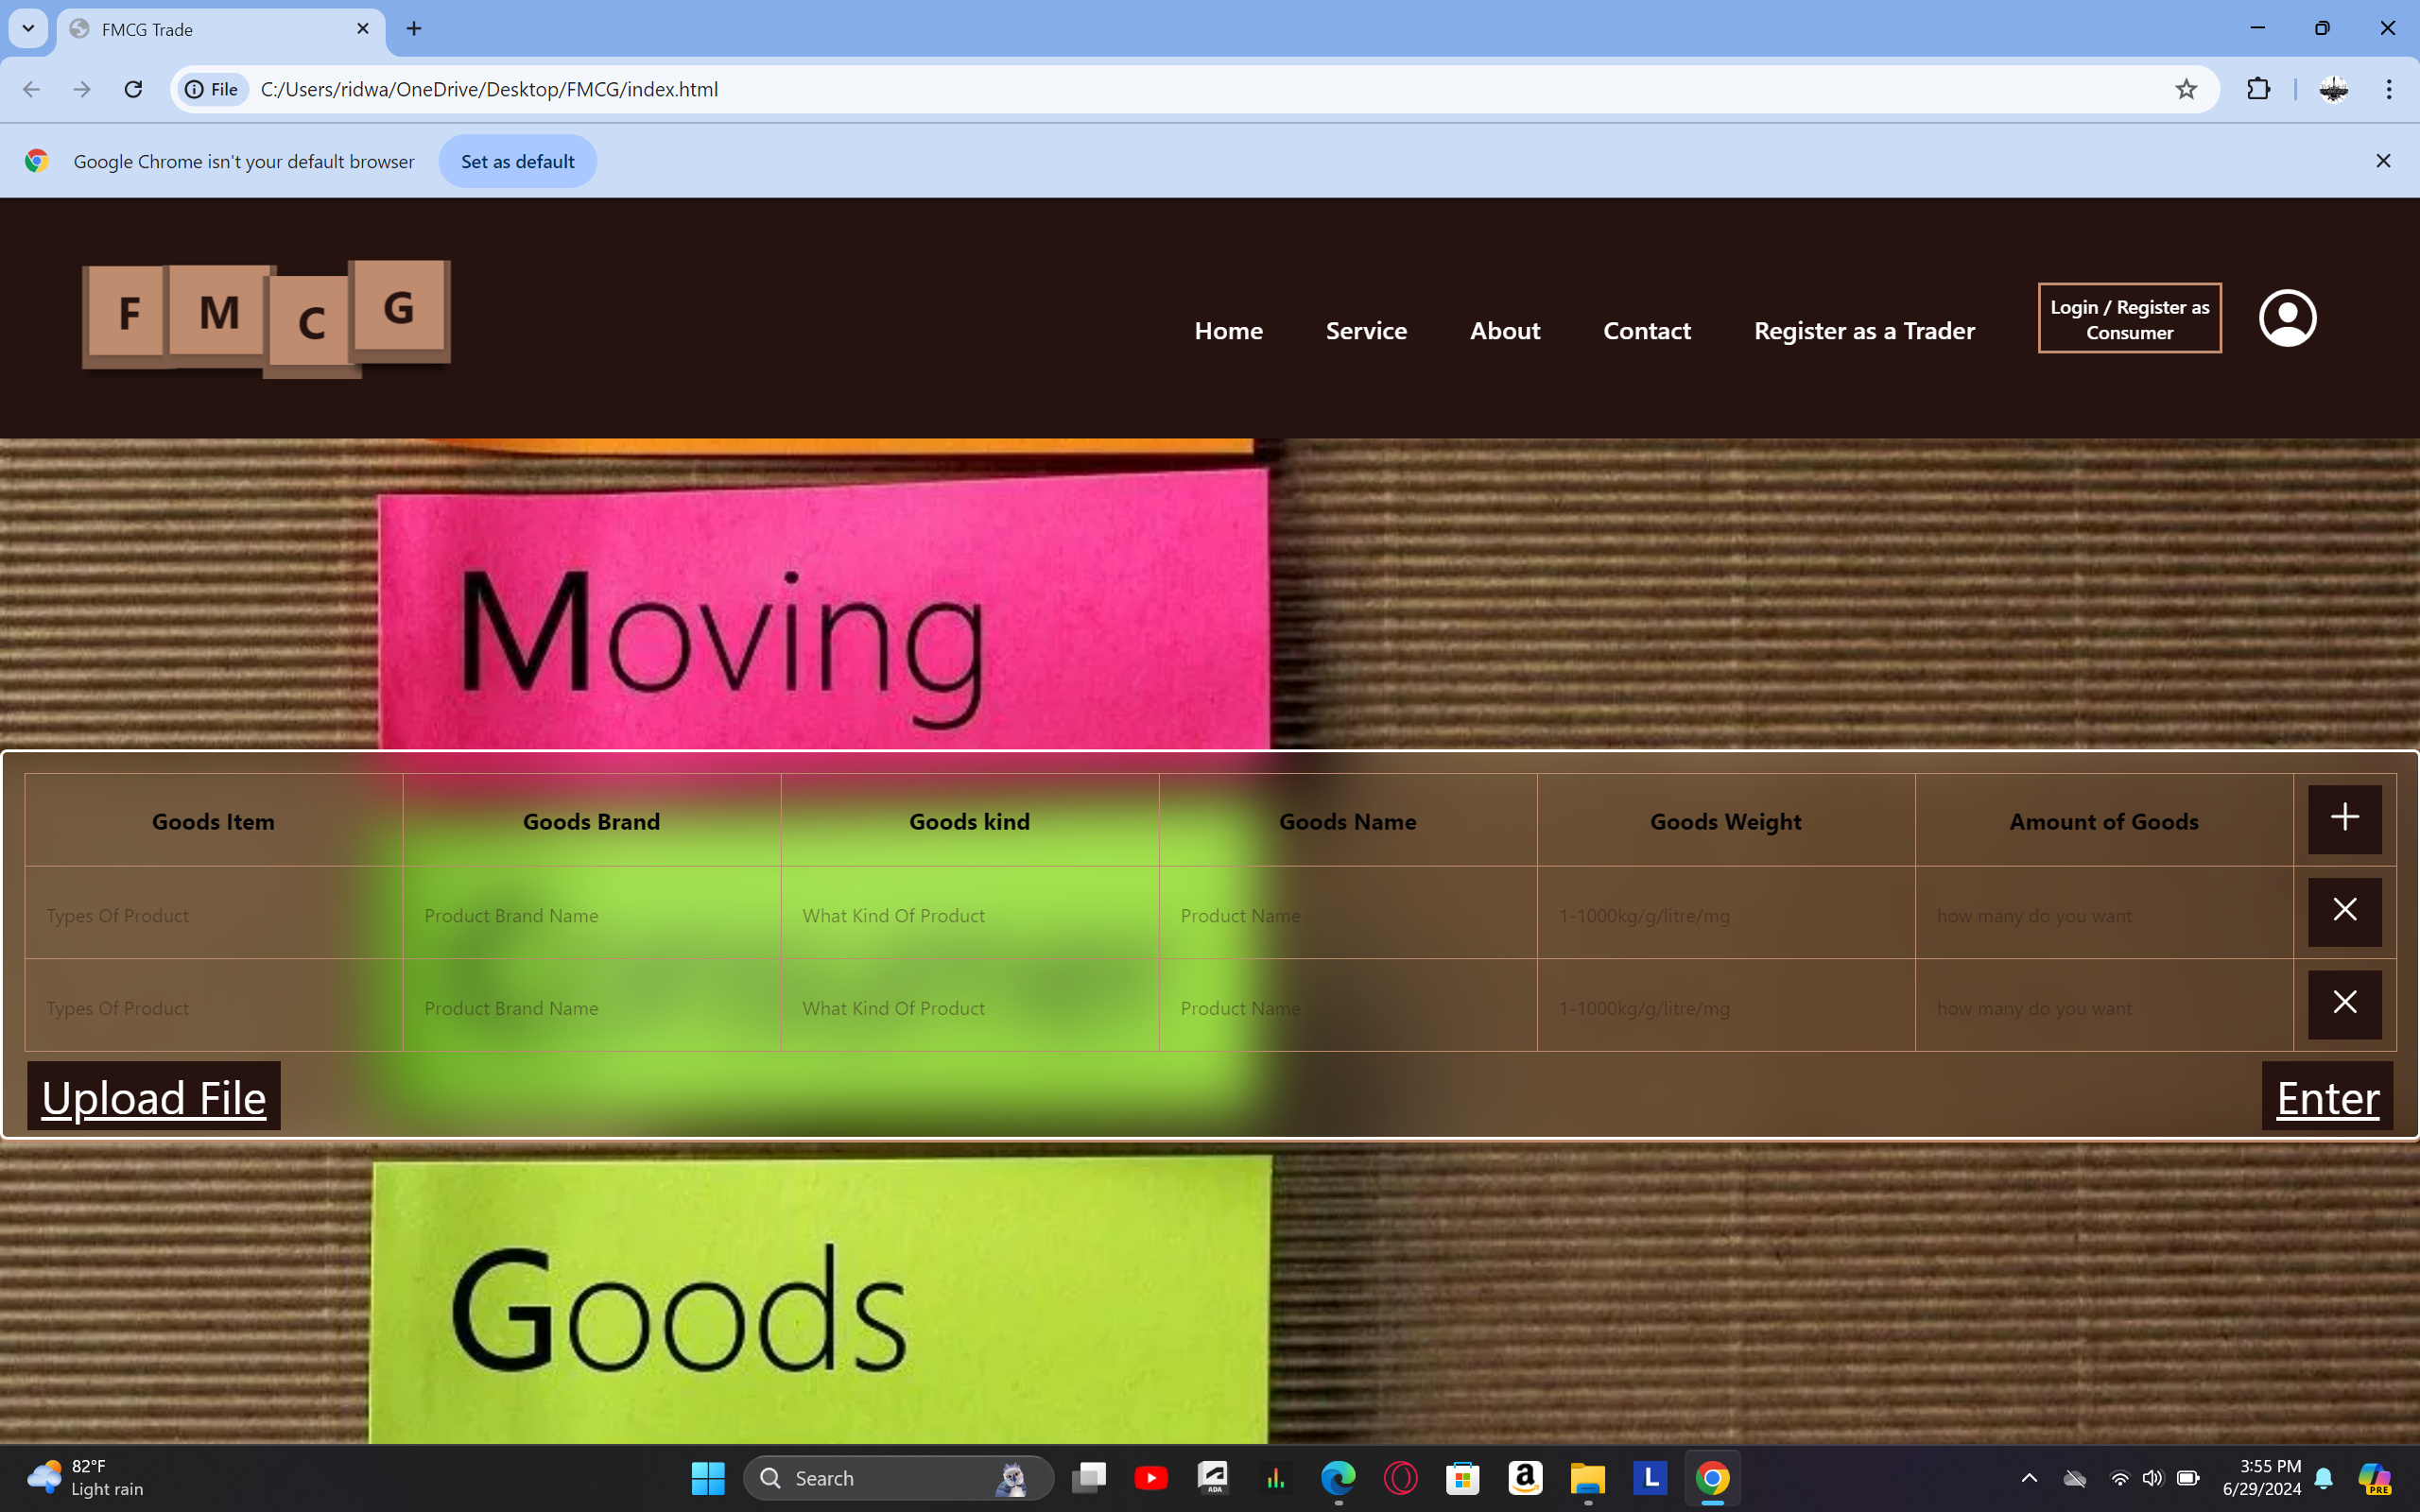 FMCG Trade
File C:/Users/ridwa/OneDrive/Desktop/FMCG/index.html
Google Chrome isn't your default browser Set as default
F M C G
Home Service About Contact Register as a Trader
Login / Register as
Consumer
Moving
Goods Item Goods Brand Goods kind Goods Name Goods Weight Amount of Goods
Types Of Product Product Brand Name What Kind Of Product Product Name 1-1000kg/g/litre/mg how many do you want
Types Of Product Product Brand Name What Kind Of Product Product Name 1-1000kg/g/litre/mg how many do you want
Upload File Enter
Goods
82°F
Light rain
Search
ADA
a
L
3:55 PM
6/29/2024
PRE